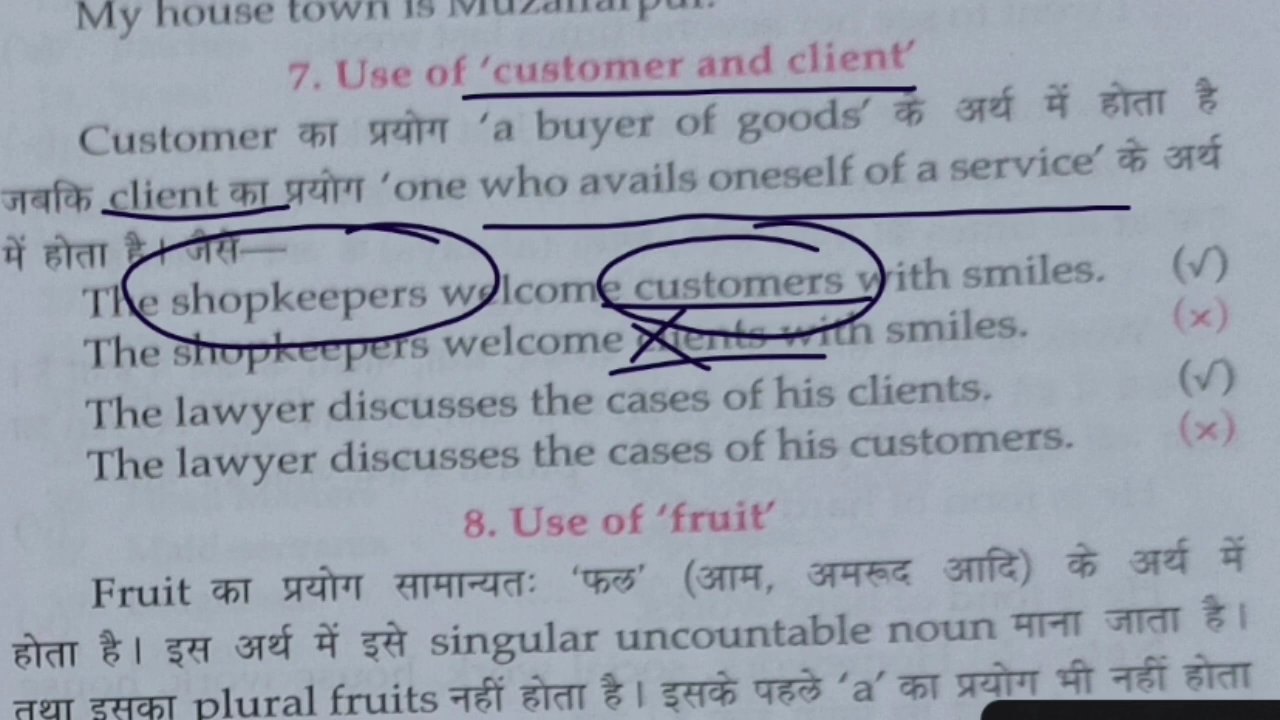 My house town is Muzaffarpur.
7. Use of 'customer and client'
Customer का प्रयोग 'a buyer of goods' के अर्थ में होता है
जबकि client का प्रयोग 'one who avails oneself of a service' के अर्थ
में होता है। जैसे—
The shopkeepers welcome customers with smiles. (√)
The shopkeepers welcome clients with smiles. (×)
The lawyer discusses the cases of his clients. (√)
The lawyer discusses the cases of his customers. (×)
8. Use of 'fruit'
Fruit का प्रयोग सामान्यतः 'फल' (आम, अमरूद आदि) के अर्थ में
होता है। इस अर्थ में इसे singular uncountable noun माना जाता है।
तथा इसका plural fruits नहीं होता है। इसके पहले 'a' का प्रयोग भी नहीं होता